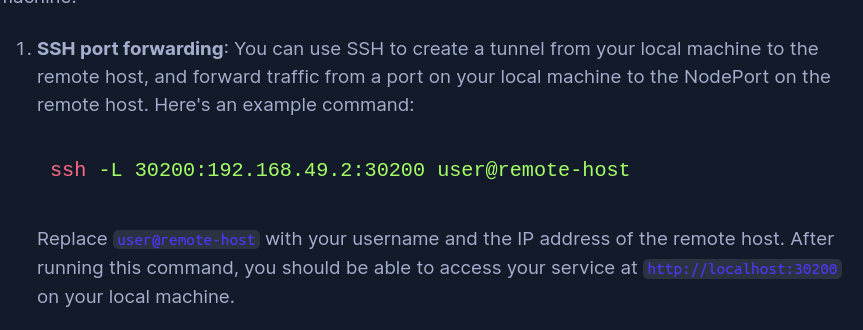 machine.
1. SSH port forwarding: You can use SSH to create a tunnel from your local machine to the
remote host, and forward traffic from a port on your local machine to the NodePort on the
remote host. Here's an example command:
ssh -L 30200:192.168.49.2:30200 user@remote-host
Replace user@remote-host with your username and the IP address of the remote host. After
running this command, you should be able to access your service at http://localhost:30200
on your local machine.